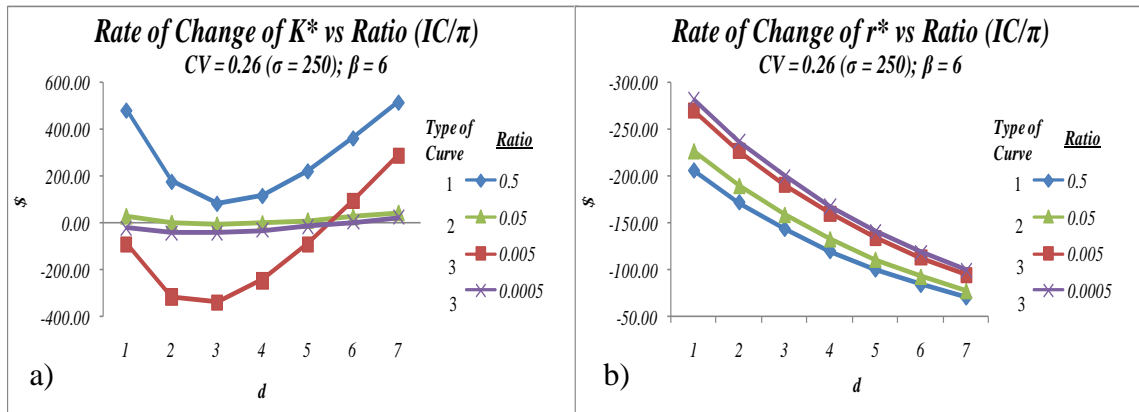 Rate of Change of K* vs Ratio (IC/π)
CV = 0.26 (σ = 250); β = 6
600.00
400.00
200.00
0.00
-200.00
-400.00
$
1 2 3 4 5 6 7
d
Type of Curve Ratio
1 0.5
2 0.05
3 0.005
3 0.0005
a)
Rate of Change of r* vs Ratio (IC/π)
CV = 0.26 (σ = 250); β = 6
-300.00
-250.00
-200.00
-150.00
-100.00
-50.00
$
1 2 3 4 5 6 7
d
Type of Curve Ratio
1 0.5
2 0.05
3 0.005
3 0.0005
b)